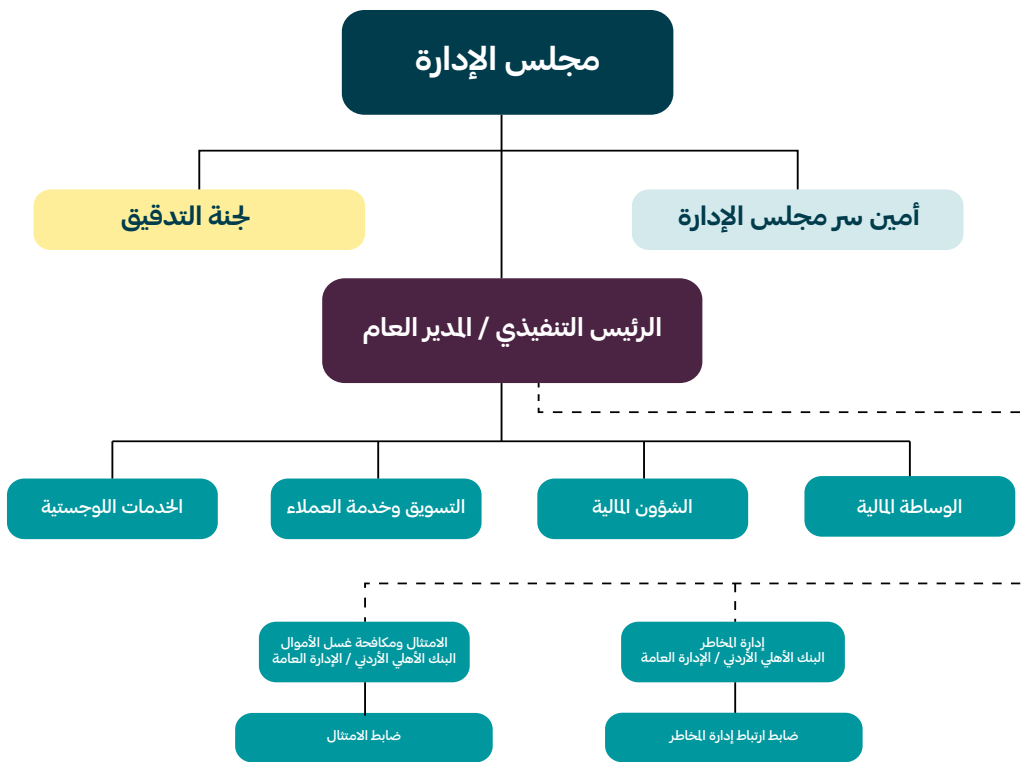 مجلس الإدارة
أمين سر مجلس الإدارة
لجنة التدقيق
الرئيس التنفيذي / المدير العام
الوساطة المالية
الشؤون المالية
التسويق وخدمة العملاء
الخدمات اللوجستية
إدارة المخاطر
البنك الأهلي الأردني / الإدارة العامة
الامتثال ومكافحة غسل الأموال
البنك الأهلي الأردني / الإدارة العامة
ضابط ارتباط إدارة المخاطر
ضابط الامتثال